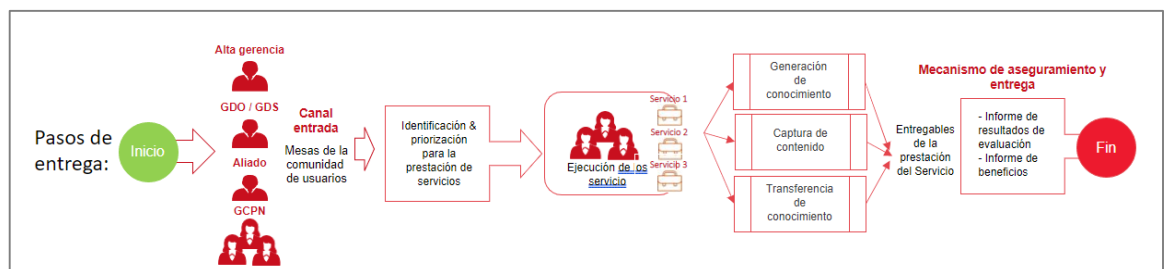 Pasos de
entrega:
Inicio
Alta gerencia
GDO / GDS
Aliado
GCPN
Canal
entrada
Mesas de la
comunidad
de usuarios
Identificación &
priorización
para la
prestación de
servicios
Ejecución de los
servicio
Servicio 1
Servicio 2
Servicio 3
Generación
de
conocimiento
Captura de
contenido
Transferencia
de
conocimiento
Entregables
de la
prestación
del Servicio
Mecanismo de aseguramiento y
entrega
- Informe de
resultados de
evaluación
- Informe de
beneficios
Fin